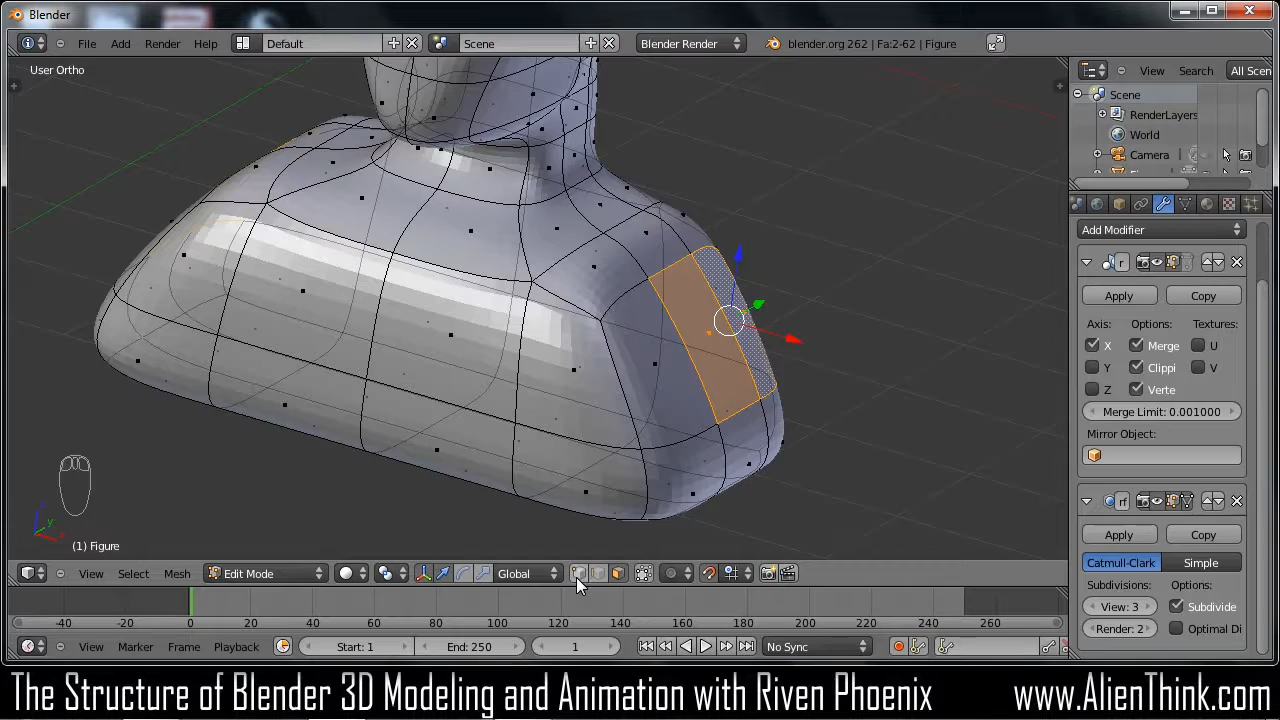 Blender
File Add Render Help Default Scene Blender Render blender.org 262 | Fa:2-62 | Figure
User Ortho
View Search All Scen
Scene
RenderLayers
World
Camera
Add Modifier
Apply Copy
Axis: Options: Textures:
X Merge U
Y Clippi V
Z Verte
Merge Limit: 0.001000
Mirror Object:
(1) Figure
Apply Copy
Catmull-Clark Simple
View Select Mesh Edit Mode Global
Subdivisions: Options:
View: 3 Subdivide
Render: 2 Optimal Di
-40 -20 0 20 40 60 80 100 120 140 160 180 200 220 240 260
View Marker Frame Playback Start: 1 End: 250 1 No Sync
The Structure of Blender 3D Modeling and Animation with Riven Phoenix www.AlienThink.com